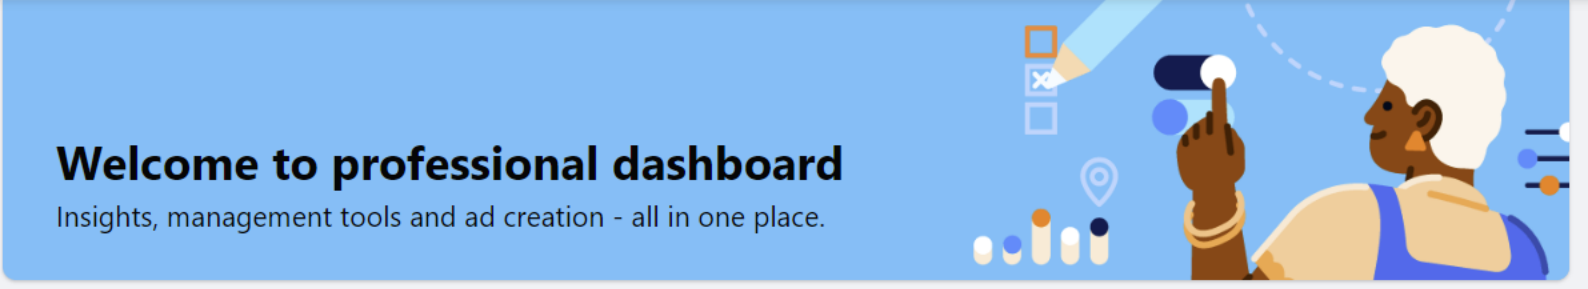 Welcome to professional dashboard
Insights, management tools and ad creation - all in one place.